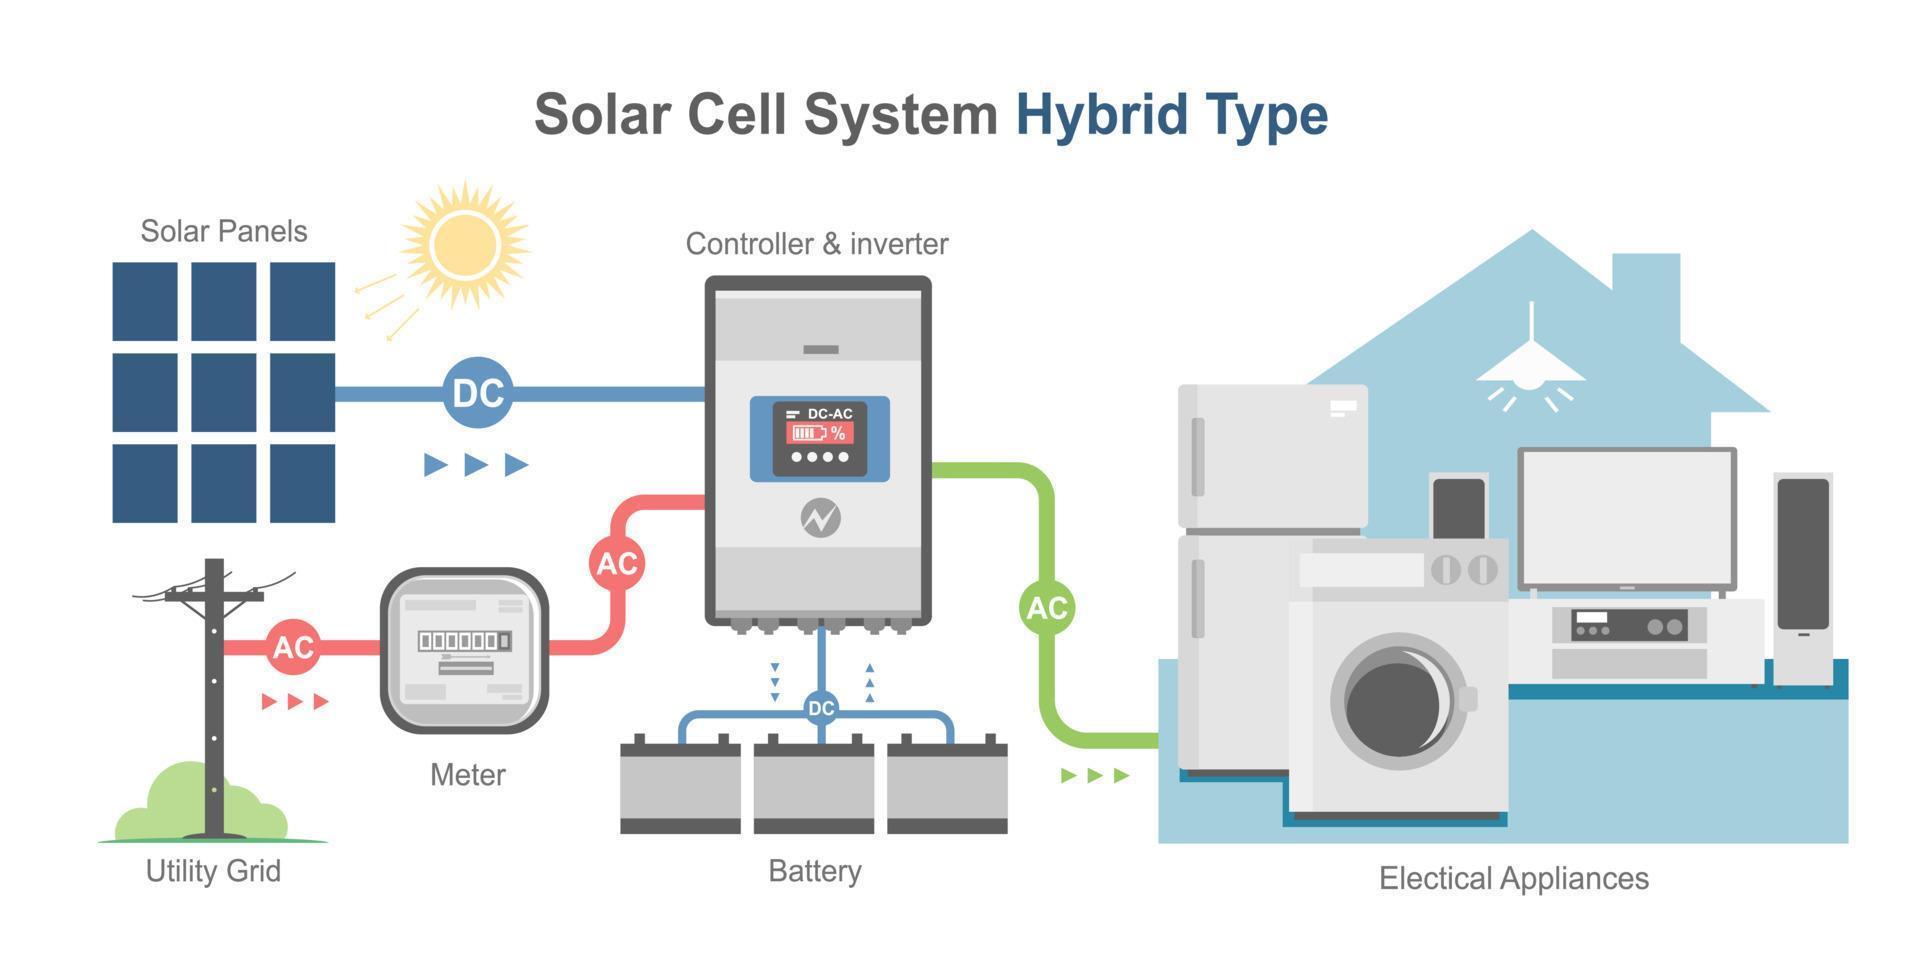 Solar Cell System Hybrid Type
Solar Panels
Controller & inverter
DC
DC-AC
%
AC
AC
AC
DC
Meter
Utility Grid
Battery
Electical Appliances